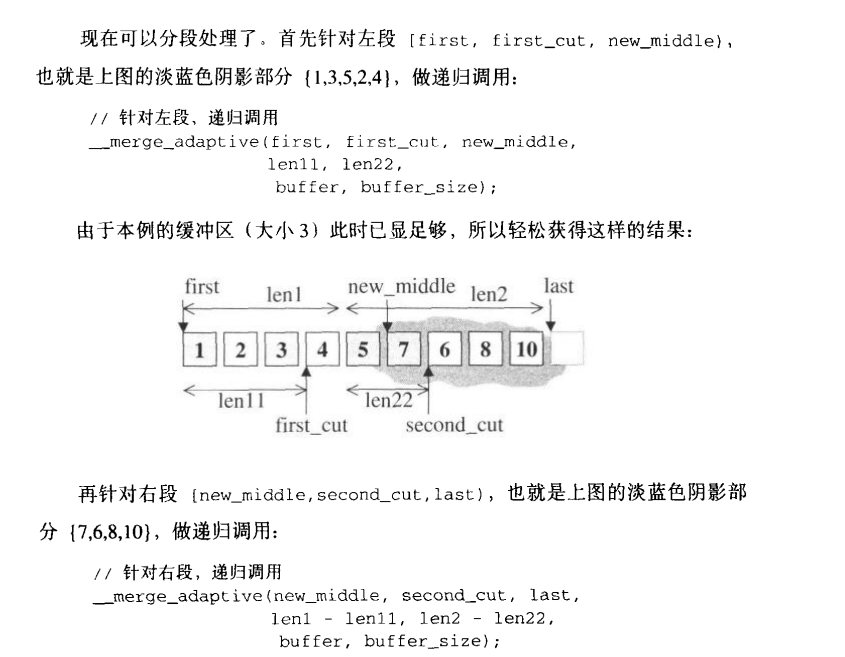 现在可以分段处理了。首先针对左段 [first, first_cut, new_middle),
也就是上图的淡蓝色阴影部分 {1,3,5,2,4},做递归调用:
// 针对左段、递归调用
__merge_adaptive(first, first_cut, new_middle,
len11, len22,
buffer, buffer_size);
由于本例的缓冲区(大小 3)此时已显足够,所以轻松获得这样的结果:
first len1 new_middle len2 last
1 2 3 4 5 7 6 8 10
len11 len22
first_cut second_cut
再针对右段 [new_middle,second_cut,last),也就是上图的淡蓝色阴影部
分 {7,6,8,10},做递归调用:
// 针对右段,递归调用
__merge_adaptive(new_middle, second_cut, last,
len1 - len11, len2 - len22,
buffer, buffer_size);